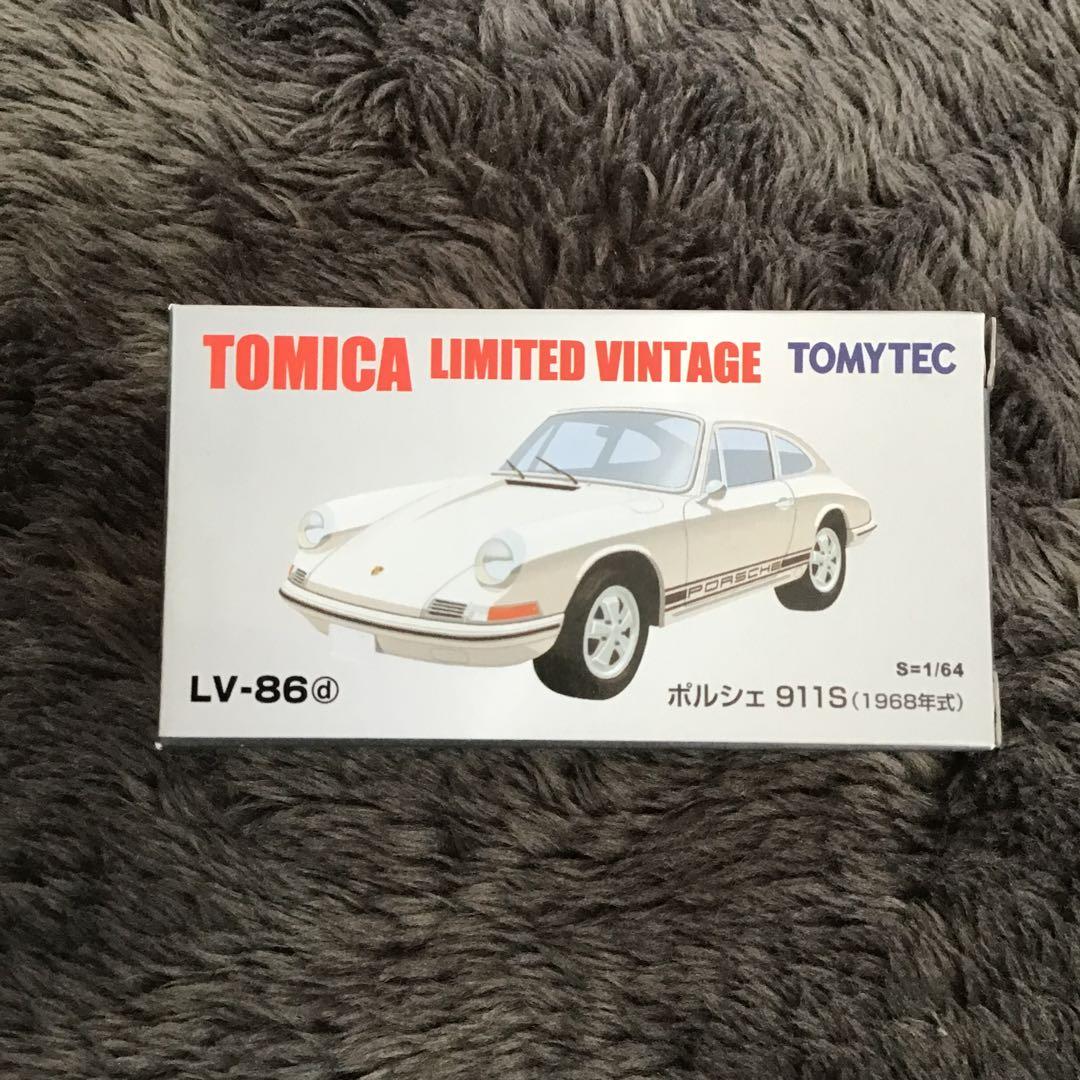 TOMICA LIMITED VINTAGE TOMYTEC
PORSCHE
S=1/64
LV-86ⓓ ポルシェ 911S(1968年式)